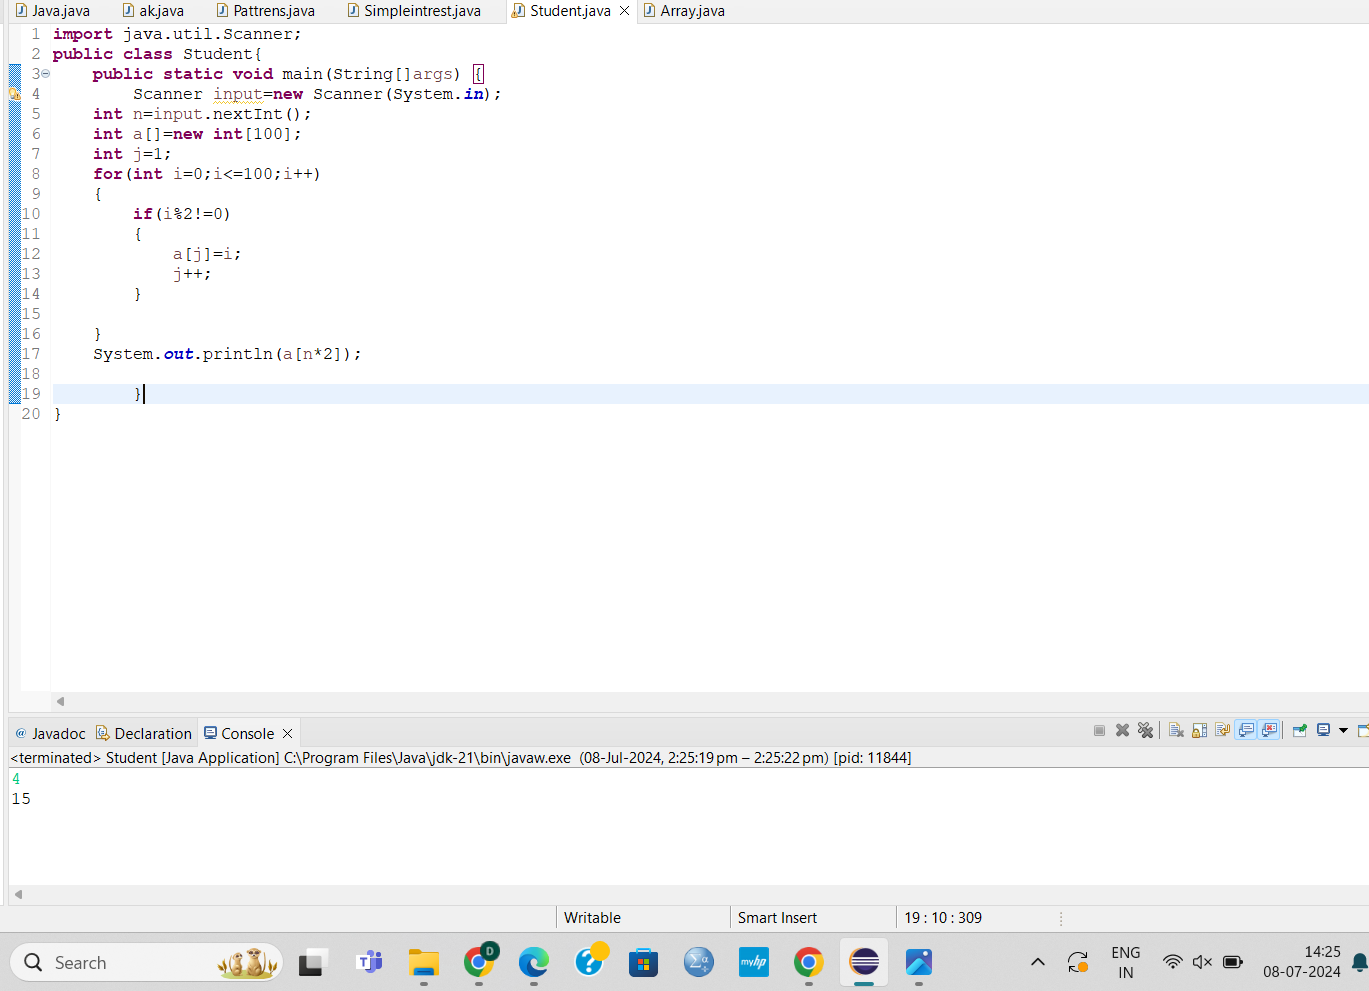 Java.java ak.java Pattrens.java Simpleintrest.java Student.java Array.java
1 import java.util.Scanner;
2 public class Student{
3 public static void main(String[]args) {
4 Scanner input=new Scanner(System.in);
5 int n=input.nextInt();
6 int a[]=new int[100];
7 int j=1;
8 for(int i=0;i<=100;i++)
9 {
10 if(i%2!=0)
11 {
12 a[j]=i;
13 j++;
14 }
15
16 }
17 System.out.println(a[n*2]);
18
19 }
20 }
@ Javadoc Declaration Console
<terminated> Student [Java Application] C:\Program Files\Java\jdk-21\bin\javaw.exe (08-Jul-2024, 2:25:19 pm – 2:25:22 pm) [pid: 11844]
4
15
Writable Smart Insert 19 : 10 : 309
Search D myhp ENG 14:25
IN 08-07-2024